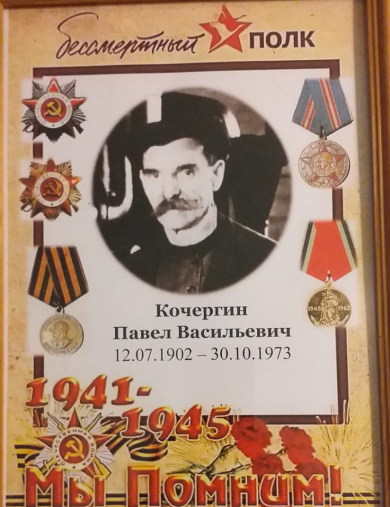 бессмертный ПОЛК
Кочергин
Павел Васильевич
12.07.1902 – 30.10.1973
1941-
1945
Мы Помним!